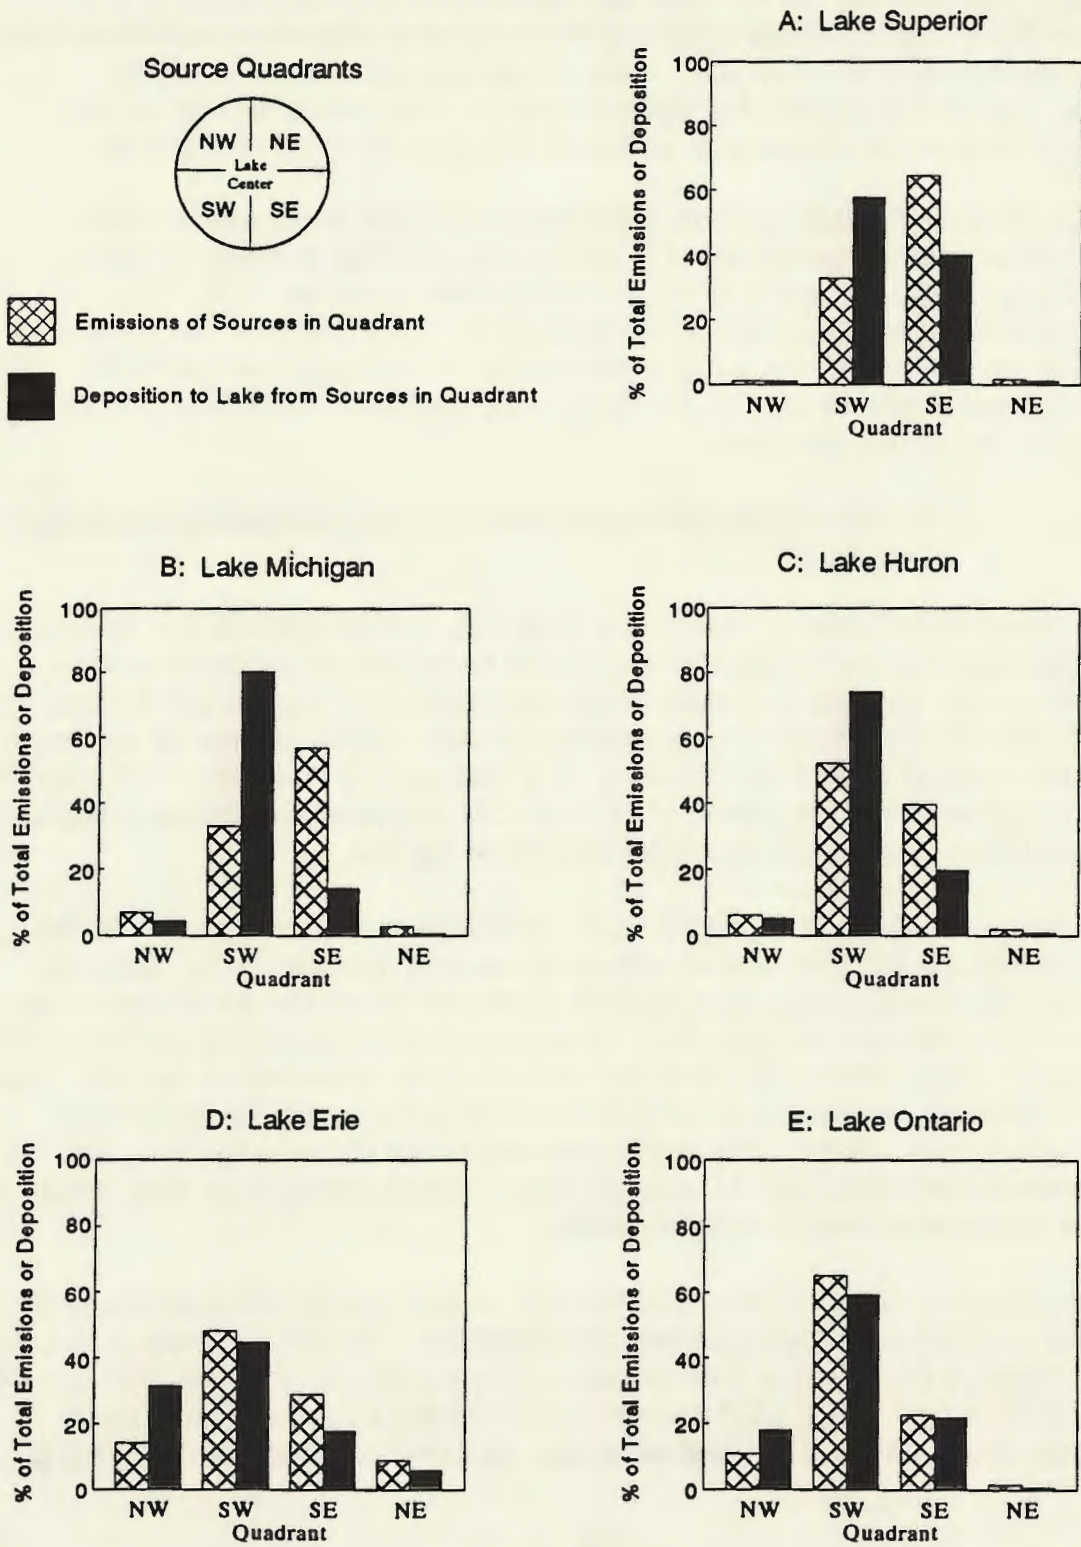 A: Lake Superior
Source Quadrants
NW NE
Lake
Center
SW SE
Emissions of Sources in Quadrant
Deposition to Lake from Sources in Quadrant
% of Total Emissions or Deposition
100
80
60
40
20
0
NW SW SE NE
Quadrant
B: Lake Michigan
% of Total Emissions or Deposition
100
80
60
40
20
0
NW SW SE NE
Quadrant
C: Lake Huron
% of Total Emissions or Deposition
100
80
60
40
20
0
NW SW SE NE
Quadrant
D: Lake Erie
% of Total Emissions or Deposition
100
80
60
40
20
0
NW SW SE NE
Quadrant
E: Lake Ontario
% of Total Emissions or Deposition
100
80
60
40
20
0
NW SW SE NE
Quadrant